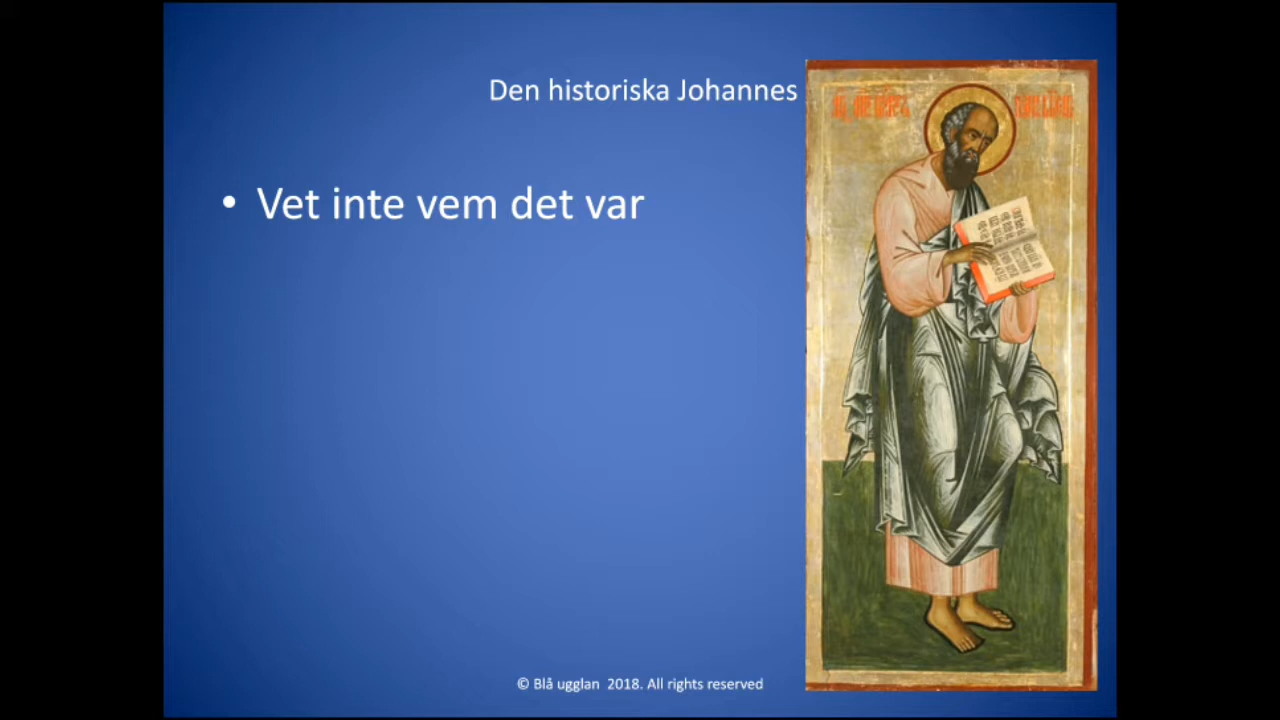 Den historiska Johannes
• Vet inte vem det var
© Blå ugglan 2018. All rights reserved